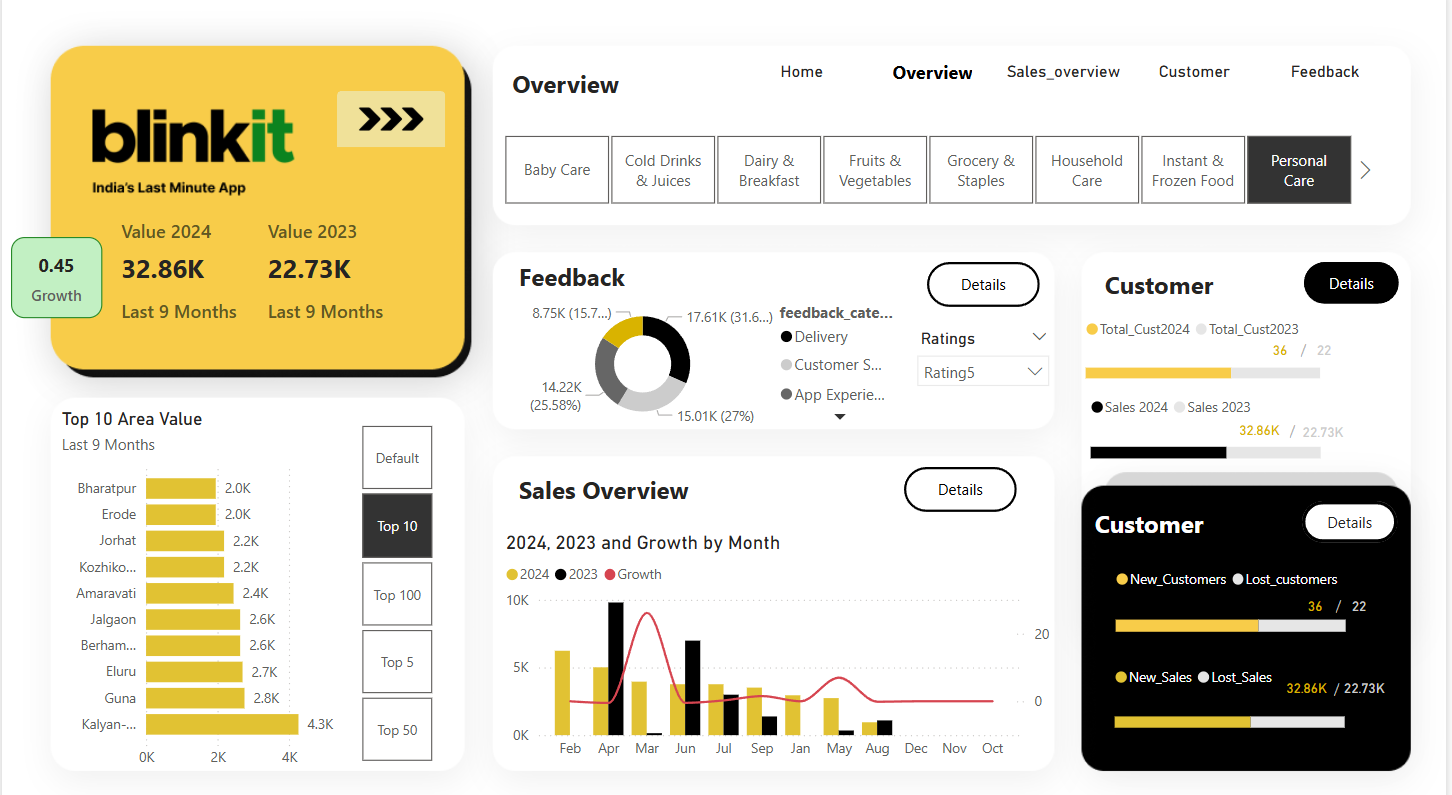 blinkit
India's Last Minute App
Value 2024
Value 2023
32.86K
22.73K
Last 9 Months
Last 9 Months
0.45
Growth
Overview
Home
Overview
Sales_overview
Customer
Feedback
Baby Care
Cold Drinks
& Juices
Dairy &
Breakfast
Fruits &
Vegetables
Grocery &
Staples
Household
Care
Instant &
Frozen Food
Personal
Care
Feedback
Details
8.75K (15.7...)
17.61K (31.6...)
14.22K
(25.58%)
15.01K (27%)
feedback_cate...
Delivery
Customer S...
App Experie...
Ratings
Rating5
Customer
Details
Total_Cust2024
Total_Cust2023
36 / 22
Sales 2024
Sales 2023
32.86K / 22.73K
Top 10 Area Value
Last 9 Months
Bharatpur 2.0K
Erode 2.0K
Jorhat 2.2K
Kozhiko... 2.2K
Amaravati 2.4K
Jalgaon 2.6K
Berham... 2.6K
Eluru 2.7K
Guna 2.8K
Kalyan-... 4.3K
0K 2K 4K
Default
Top 10
Top 100
Top 5
Top 50
Sales Overview
Details
2024, 2023 and Growth by Month
2024 2023 Growth
10K
5K
0K
20
0
Feb Apr Mar Jun Jul Sep Jan May Aug Dec Nov Oct
Customer
Details
New_Customers
Lost_customers
36 / 22
New_Sales
Lost_Sales
32.86K / 22.73K